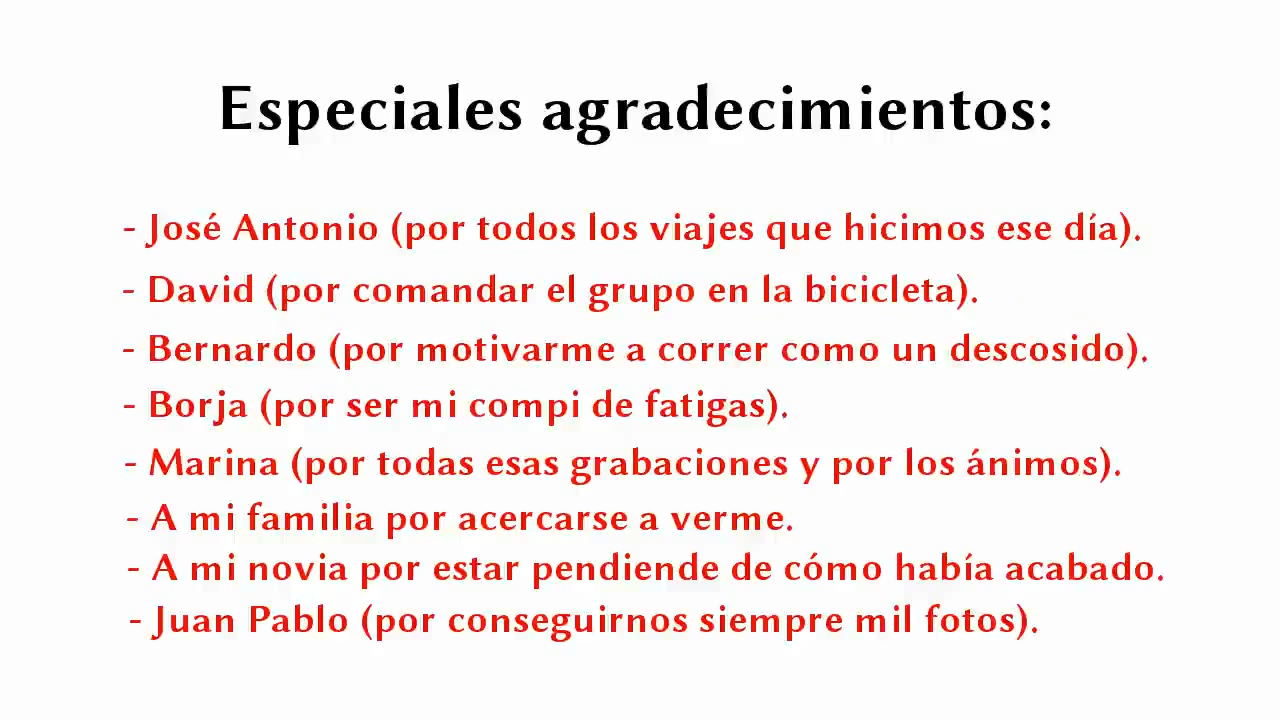 Especiales agradecimientos:
- José Antonio (por todos los viajes que hicimos ese día).
- David (por comandar el grupo en la bicicleta).
- Bernardo (por motivarme a correr como un descosido).
- Borja (por ser mi compi de fatigas).
- Marina (por todas esas grabaciones y por los ánimos).
- A mi familia por acercarse a verme.
- A mi novia por estar pendiende de cómo había acabado.
- Juan Pablo (por conseguirnos siempre mil fotos).